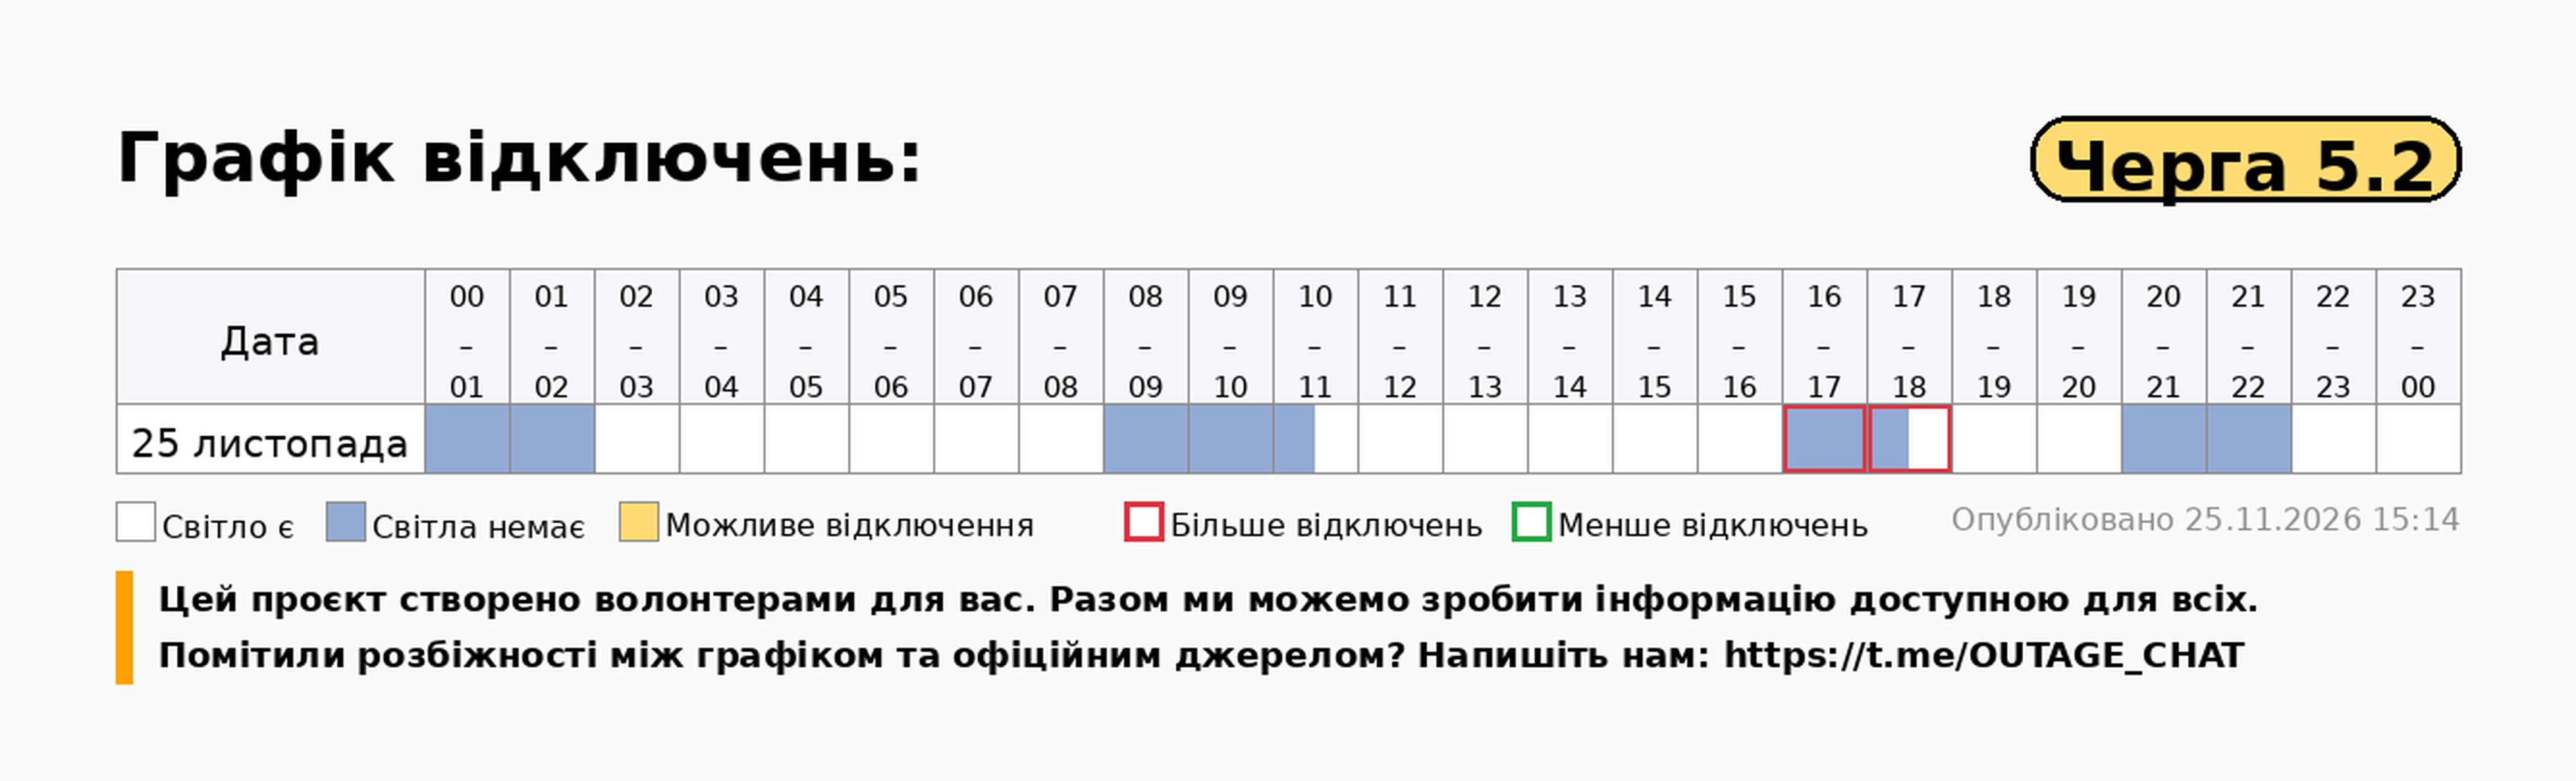 Графік відключень:
Черга 5.2
Дата 00 – 01 01 – 02 02 – 03 03 – 04 04 – 05 05 – 06 06 – 07 07 – 08 08 – 09 09 – 10 10 – 11 11 – 12 12 – 13 13 – 14 14 – 15 15 – 16 16 – 17 17 – 18 18 – 19 19 – 20 20 – 21 21 – 22 22 – 23 23 – 00
25 листопада
Світло є Світла немає Можливе відключення Більше відключень Менше відключень Опубліковано 25.11.2026 15:14
Цей проєкт створено волонтерами для вас. Разом ми можемо зробити інформацію доступною для всіх.
Помітили розбіжності між графіком та офіційним джерелом? Напишіть нам: https://t.me/OUTAGE_CHAT